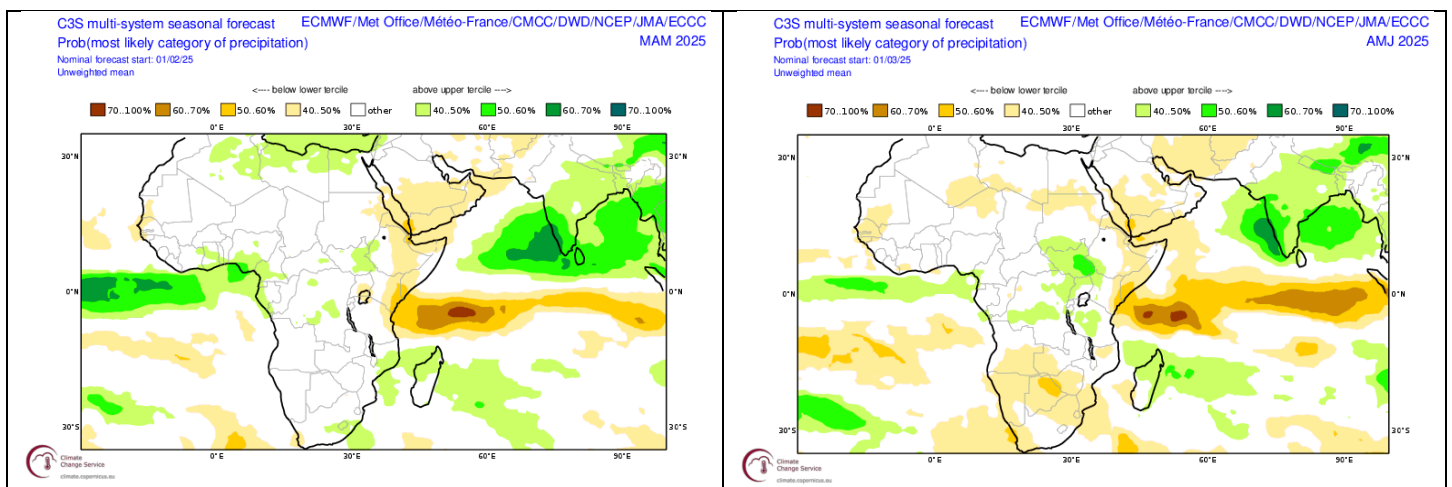 C3S multi-system seasonal forecast ECMWF/Met Office/Météo-France/CMCC/DWD/NCEP/JMA/ECCC
Prob(most likely category of precipitation) MAM 2025
Nominal forecast start: 01/02/25
Unweighted mean
<---- below lower tercile above upper tercile ---->
70..100% 60..70% 50..60% 40..50% other 40..50% 50..60% 60..70% 70..100%
0°E 30°E 60°E 90°E
30°N 30°N
0°N 0°N
30°S 30°S
0°E 30°E 60°E 90°E
Climate
Change Service
climate.copernicus.eu
C3S multi-system seasonal forecast ECMWF/Met Office/Météo-France/CMCC/DWD/NCEP/JMA/ECCC
Prob(most likely category of precipitation) AMJ 2025
Nominal forecast start: 01/03/25
Unweighted mean
<---- below lower tercile above upper tercile ---->
70..100% 60..70% 50..60% 40..50% other 40..50% 50..60% 60..70% 70..100%
0°E 30°E 60°E 90°E
30°N 30°N
0°N 0°N
30°S 30°S
0°E 30°E 60°E 90°E
Climate
Change Service
climate.copernicus.eu